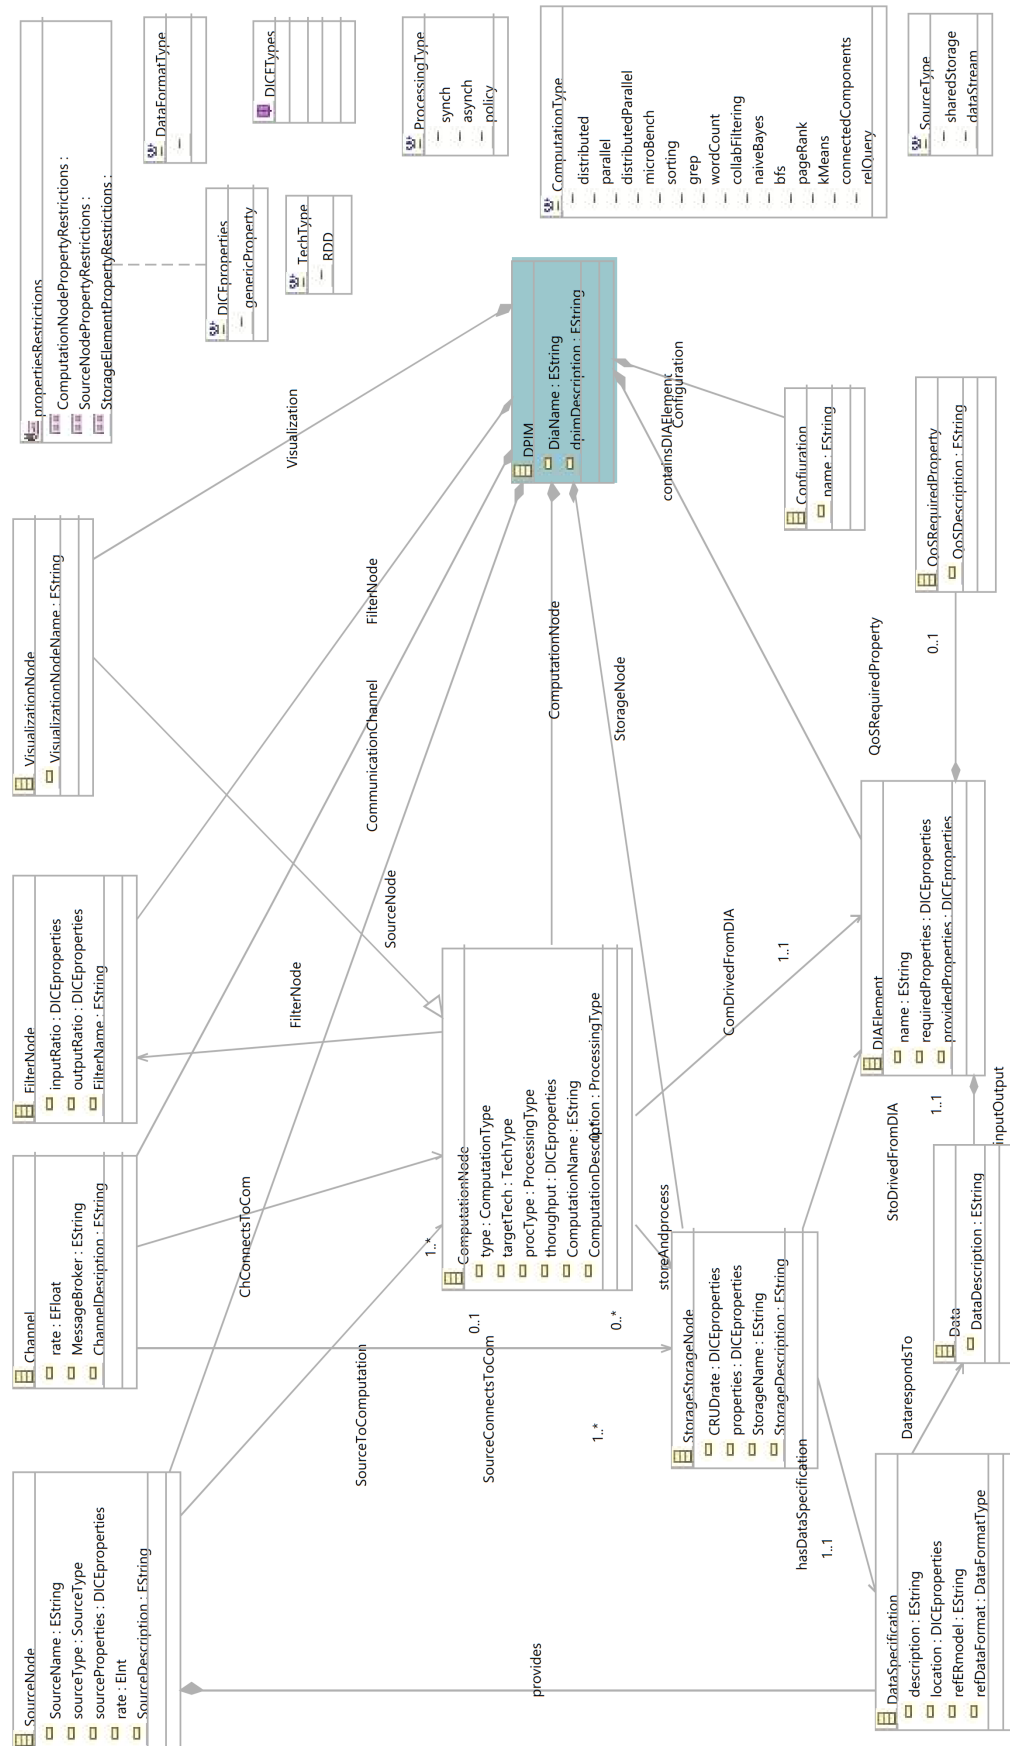 propertiesRestrictions
ComputationNodePropertyRestrictions :
SourceNodePropertyRestrictions :
StorageElementPropertyRestrictions :
DataFormatType
DICETypes
ProcessingType
synch
asynch
policy
ComputationType
distributed
parallel
distributedParallel
microBench
sorting
grep
wordCount
collabFiltering
naiveBayes
bfs
pageRank
kMeans
connectedComponents
relQuery
SourceType
sharedStorage
dataStream
DICEproperties
genericProperty
TechType
RDD
DPIM
DiaName : EString
dpimDescription : EString
Visualization
containsDIAElement
Configuration
Confiuration
name : EString
QoSRequiredProperty
QoSDescription : EString
VisualizationNode
VisualizationNodeName : EString
FilterNode
CommunicationChannel
SourceNode
ComputationNode
StorageNode
QoSRequiredProperty
0..1
FilterNode
inputRatio : DICEproperties
outputRatio : DICEproperties
FilterName : EString
FilterNode
ComputationNode
type : ComputationType
targetTech : TechType
procType : ProcessingType
thorughput : DICEproperties
ComputationName : EString
ComputationDescription : ProcessingType
0..*
ComDrivedFromDIA
1..1
DIAElement
name : EString
requiredProperties : DICEproperties
providedProperties : DICEproperties
Channel
rate : EFloat
MessageBroker : EString
ChannelDesription : EString
ChConnectsToCom
1..*
0..1
0..*
storeAndprocess
StoDrivedFromDIA
1..1
inputOutput
Data
DataDescription : EString
StorageStorageNode
CRUDrate : DICEproperties
properties : DICEproperties
StorageName : EString
StorageDescription : EString
SourceToComputation
SourceConnectsToCom
1..*
DatarespondsTo
hasDataSpecification
1..1
SourceNode
SourceName : EString
sourceType : SourceType
sourceProperties : DICEproperties
rate : EInt
SourceDescription : EString
provides
DataSpecification
description : EString
location : DICEproperties
refERmodel : EString
refDataFormat : DataFormatType